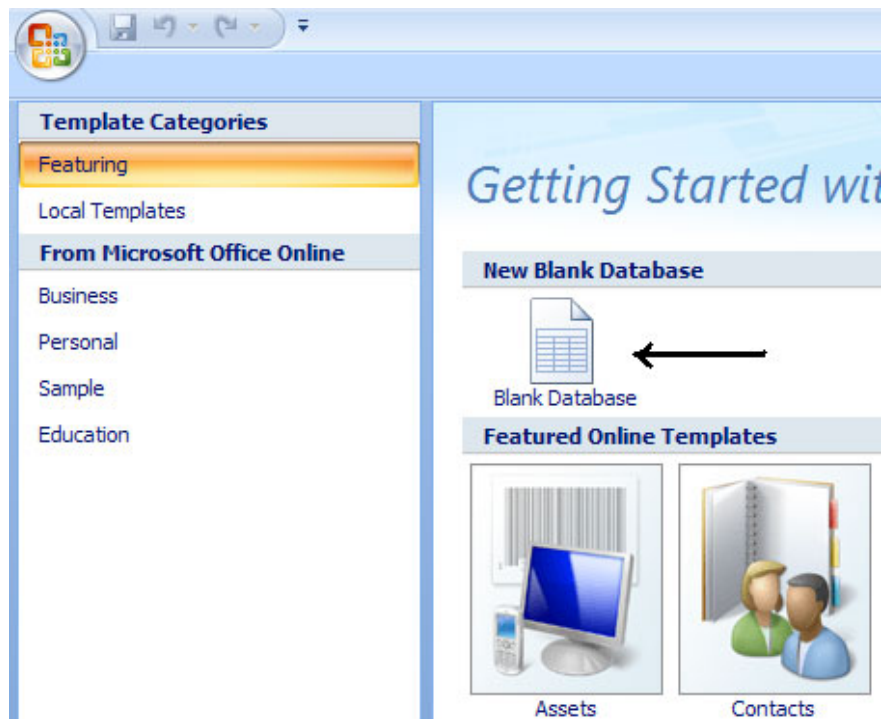 Template Categories
Featuring
Local Templates
From Microsoft Office Online
Business
Personal
Sample
Education
Getting Started wit
New Blank Database
Blank Database
Featured Online Templates
Assets
Contacts